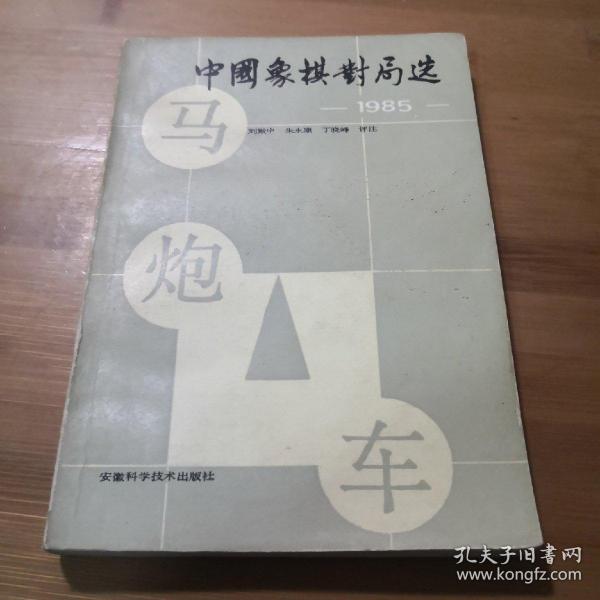 中國象棋對局选
— 1985 —
刘殿中 朱永康 丁晓峰 评注
马
炮
车
安徽科学技术出版社
孔夫子旧书网
www.kongfz.com